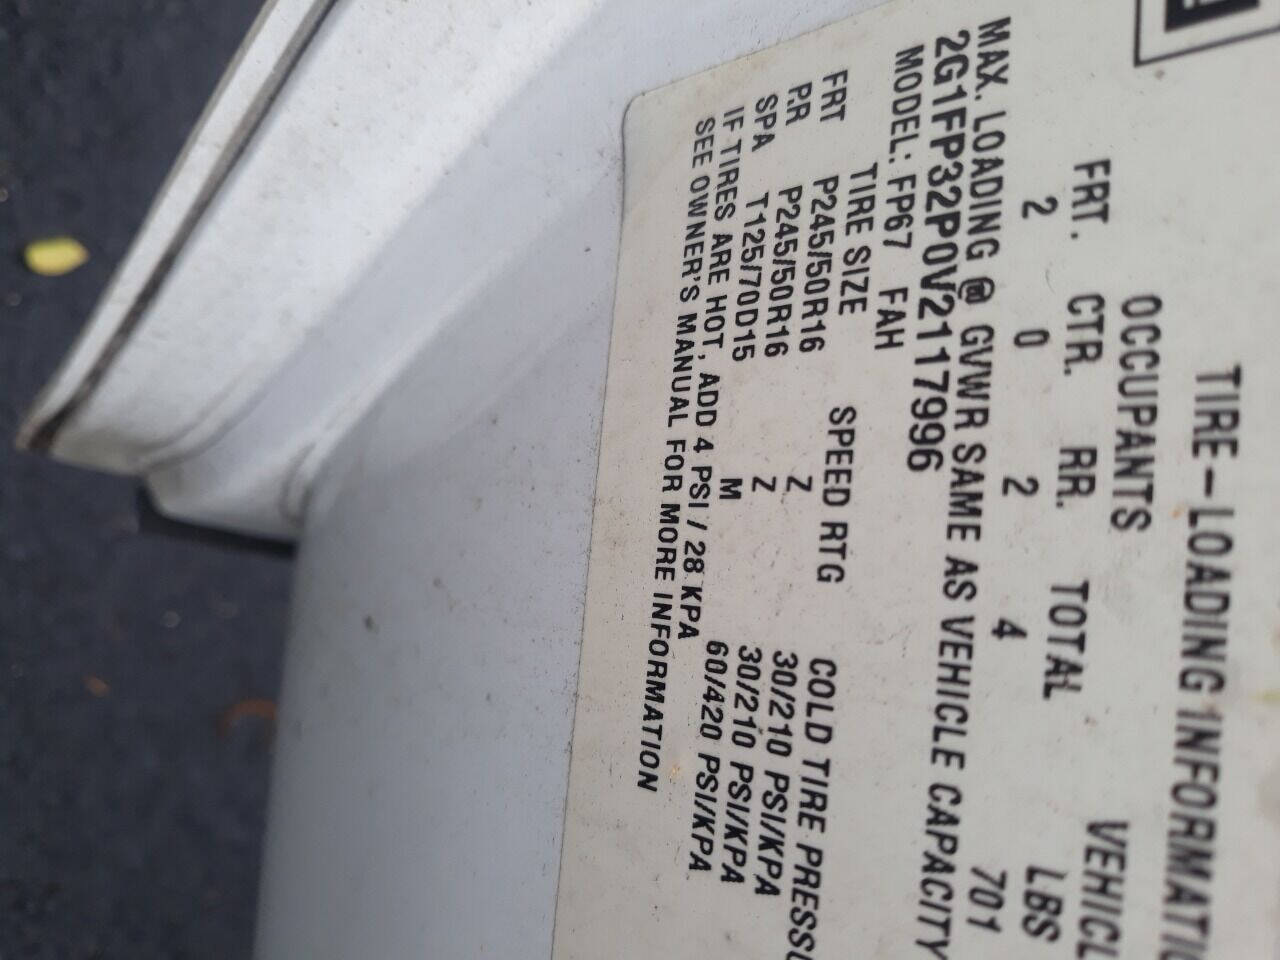 TIRE-LOADING INFORMATI
OCCUPANTS VEHICL
FRT. CTR. RR. TOTAL LBS
2 0 2 4 701
MAX. LOADING @ GVWR SAME AS VEHICLE CAPACITY
2G1FP32P0V2117996
MODEL: FP67 FAH
TIRE SIZE SPEED RTG COLD TIRE PRESSU
FRT P245/50R16 Z 30/210 PSI/KPA
RR P245/50R16 Z 30/210 PSI/KPA
SPA T125/70D15 M 60/420 PSI/KPA
IF TIRES ARE HOT, ADD 4 PSI / 28 KPA
SEE OWNER'S MANUAL FOR MORE INFORMATION